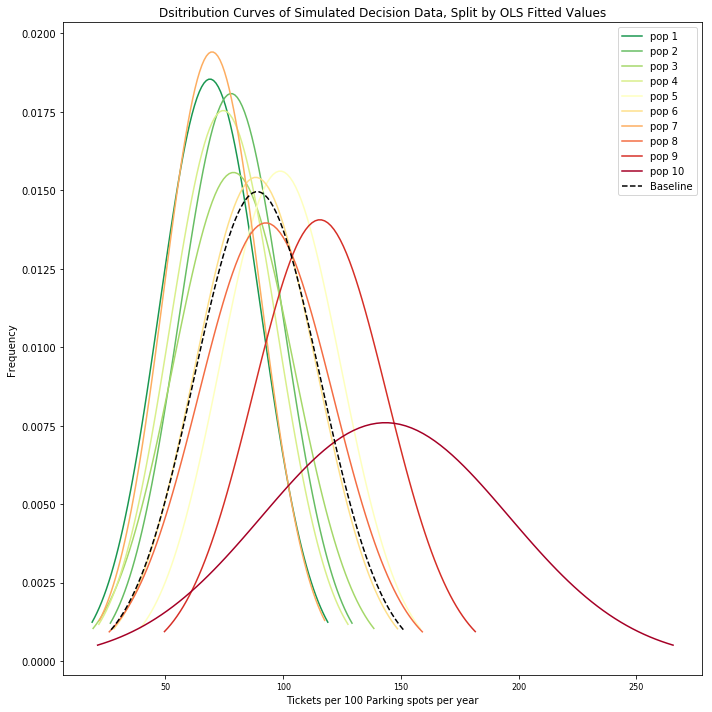 Dsitribution Curves of Simulated Decision Data, Split by OLS Fitted Values
pop 1
pop 2
pop 3
pop 4
pop 5
pop 6
pop 7
pop 8
pop 9
pop 10
Baseline
Frequency
0.0200
0.0175
0.0150
0.0125
0.0100
0.0075
0.0050
0.0025
0.0000
50
100
150
200
250
Tickets per 100 Parking spots per year